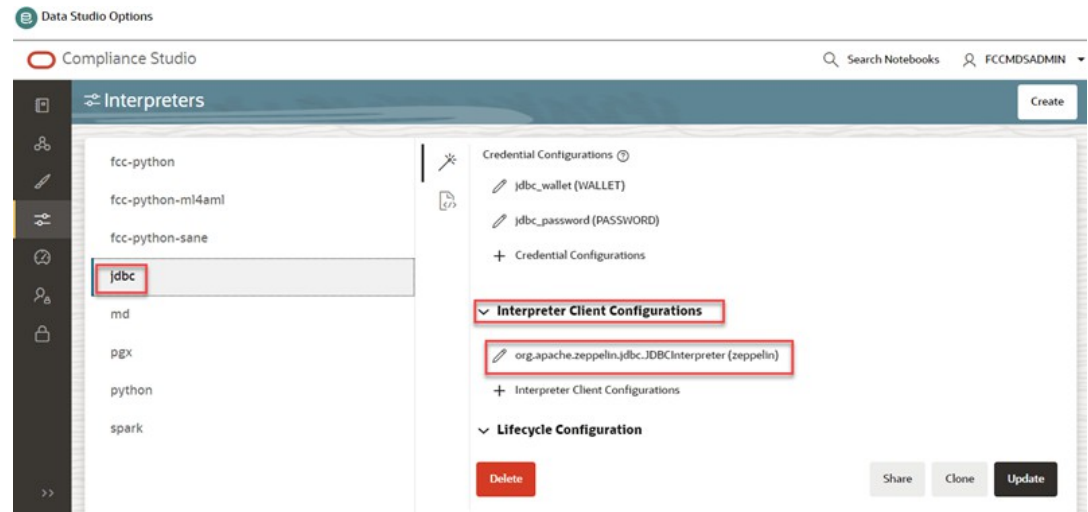 Data Studio Options
Compliance Studio
Search Notebooks
FCCMDSADMIN
Interpreters
Create
fcc-python
fcc-python-ml4aml
fcc-python-sane
jdbc
md
pgx
python
spark
Credential Configurations
jdbc_wallet (WALLET)
jdbc_password (PASSWORD)
+ Credential Configurations
Interpreter Client Configurations
org.apache.zeppelin.jdbc.JDBCInterpreter (zeppelin)
+ Interpreter Client Configurations
Lifecycle Configuration
Delete
Share
Clone
Update